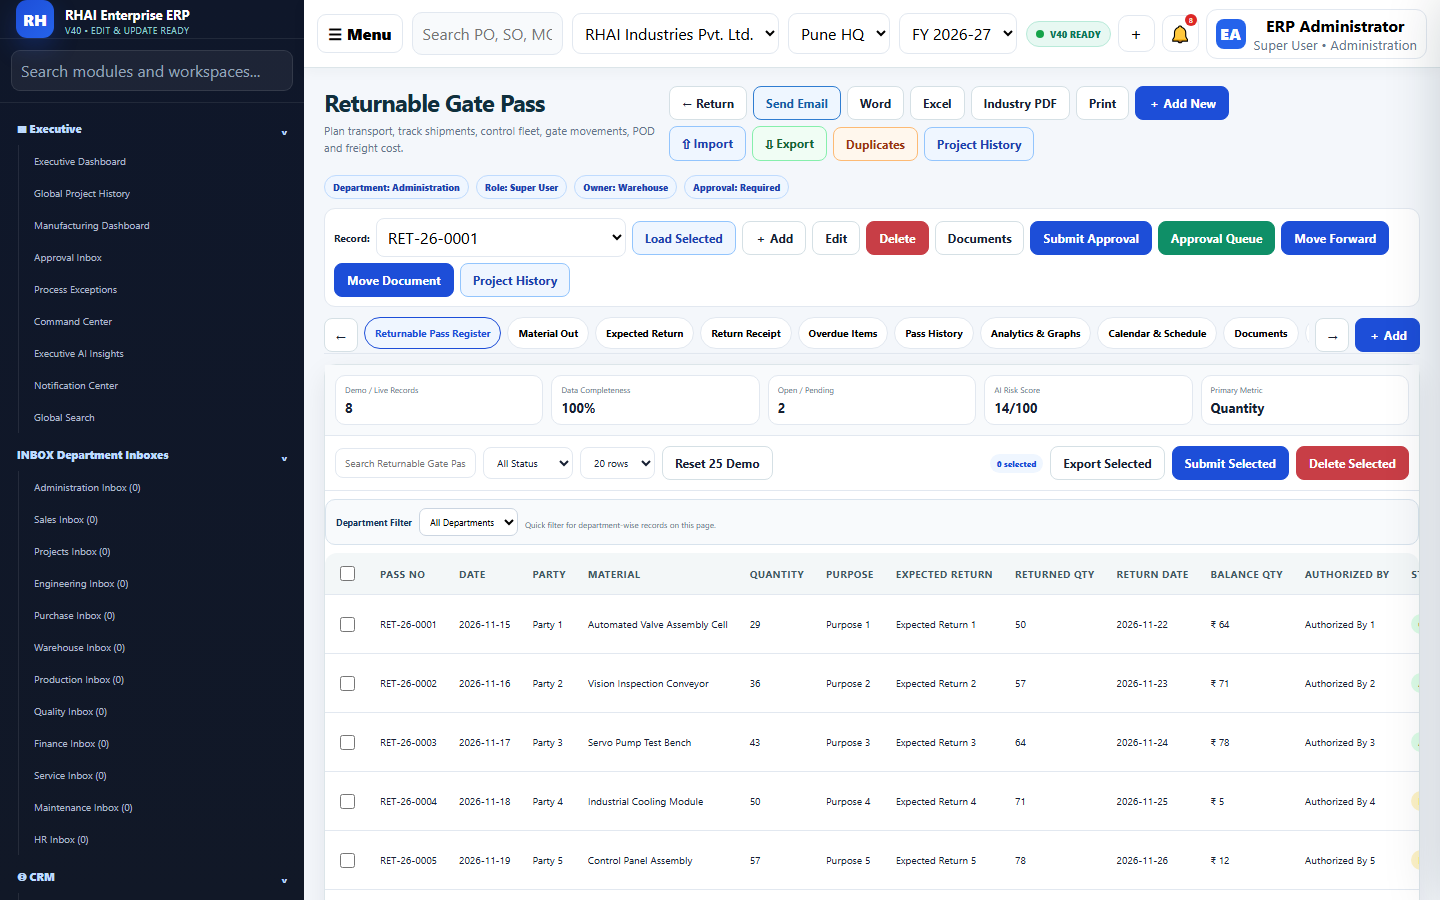 RH
RHAI Enterprise ERP
V40 • EDIT & UPDATE READY
Search modules and workspaces...
Executive
Executive Dashboard
Global Project History
Manufacturing Dashboard
Approval Inbox
Process Exceptions
Command Center
Executive AI Insights
Notification Center
Global Search
INBOX Department Inboxes
Administration Inbox (0)
Sales Inbox (0)
Projects Inbox (0)
Engineering Inbox (0)
Purchase Inbox (0)
Warehouse Inbox (0)
Production Inbox (0)
Quality Inbox (0)
Finance Inbox (0)
Service Inbox (0)
Maintenance Inbox (0)
HR Inbox (0)
CRM
☰ Menu
Search PO, SO, MC
RHAI Industries Pvt. Ltd.
Pune HQ
FY 2026-27
V40 READY
+
8
EA
ERP Administrator
Super User • Administration
Returnable Gate Pass
Plan transport, track shipments, control fleet, gate movements, POD
and freight cost.
← Return
Send Email
Word
Excel
Industry PDF
Print
+ Add New
⇧ Import
⇩ Export
Duplicates
Project History
Department: Administration
Role: Super User
Owner: Warehouse
Approval: Required
Record:
RET-26-0001
Load Selected
+ Add
Edit
Delete
Documents
Submit Approval
Approval Queue
Move Forward
Move Document
Project History
←
Returnable Pass Register
Material Out
Expected Return
Return Receipt
Overdue Items
Pass History
Analytics & Graphs
Calendar & Schedule
Documents
→
+ Add
Demo / Live Records
8
Data Completeness
100%
Open / Pending
2
AI Risk Score
14/100
Primary Metric
Quantity
Search Returnable Gate Pas
All Status
20 rows
Reset 25 Demo
0 selected
Export Selected
Submit Selected
Delete Selected
Department Filter
All Departments
Quick filter for department-wise records on this page.
PASS NO DATE PARTY MATERIAL QUANTITY PURPOSE EXPECTED RETURN RETURNED QTY RETURN DATE BALANCE QTY AUTHORIZED BY
RET-26-0001 2026-11-15 Party 1 Automated Valve Assembly Cell 29 Purpose 1 Expected Return 1 50 2026-11-22 ₹ 64 Authorized By 1
RET-26-0002 2026-11-16 Party 2 Vision Inspection Conveyor 36 Purpose 2 Expected Return 2 57 2026-11-23 ₹ 71 Authorized By 2
RET-26-0003 2026-11-17 Party 3 Servo Pump Test Bench 43 Purpose 3 Expected Return 3 64 2026-11-24 ₹ 78 Authorized By 3
RET-26-0004 2026-11-18 Party 4 Industrial Cooling Module 50 Purpose 4 Expected Return 4 71 2026-11-25 ₹ 5 Authorized By 4
RET-26-0005 2026-11-19 Party 5 Control Panel Assembly 57 Purpose 5 Expected Return 5 78 2026-11-26 ₹ 12 Authorized By 5